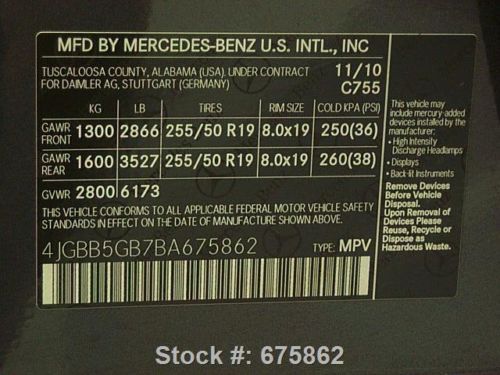 MFD BY MERCEDES-BENZ U.S. INTL., INC
TUSCALOOSA COUNTY, ALABAMA (USA). UNDER CONTRACT 11/10
FOR DAIMLER AG, STUTTGART (GERMANY) C755
KG LB TIRES RIM SIZE COLD KPA (PSI)
GAWR
FRONT 1300 2866 255/50 R19 8.0x19 250(36)
GAWR
REAR 1600 3527 255/50 R19 8.0x19 260(38)
GVWR 2800 6173
THIS VEHICLE CONFORMS TO ALL APPLICABLE FEDERAL MOTOR VEHICLE SAFETY
STANDARDS IN EFFECT ON THE DATE OF MANUFACTURE SHOWN ABOVE.
4JGBB5GB7BA675862 TYPE: MPV
This vehicle may
include mercury-added
devices installed by
the manufacturer:
• High Intensity
Discharge Headlamps
• Displays
• Back-lit Instruments
Remove Devices
Before Vehicle
Disposal.
Upon Removal of
Devices Please
Reuse, Recycle or
Dispose as
Hazardous Waste.
Stock #: 675862